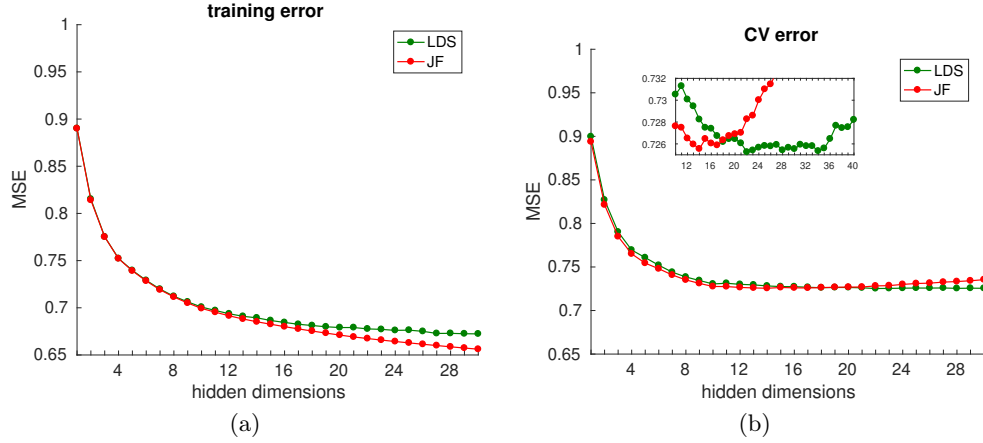 training error
1
0.95
0.9
0.85
0.8
0.75
0.7
0.65
MSE
LDS
JF
4 8 12 16 20 24 28
hidden dimensions
(a)
CV error
1
0.95
0.9
0.85
0.8
0.75
0.7
0.65
MSE
LDS
JF
0.732
0.73
0.728
0.726
12 16 20 24 28 32 36 40
4 8 12 16 20 24 28
hidden dimensions
(b)